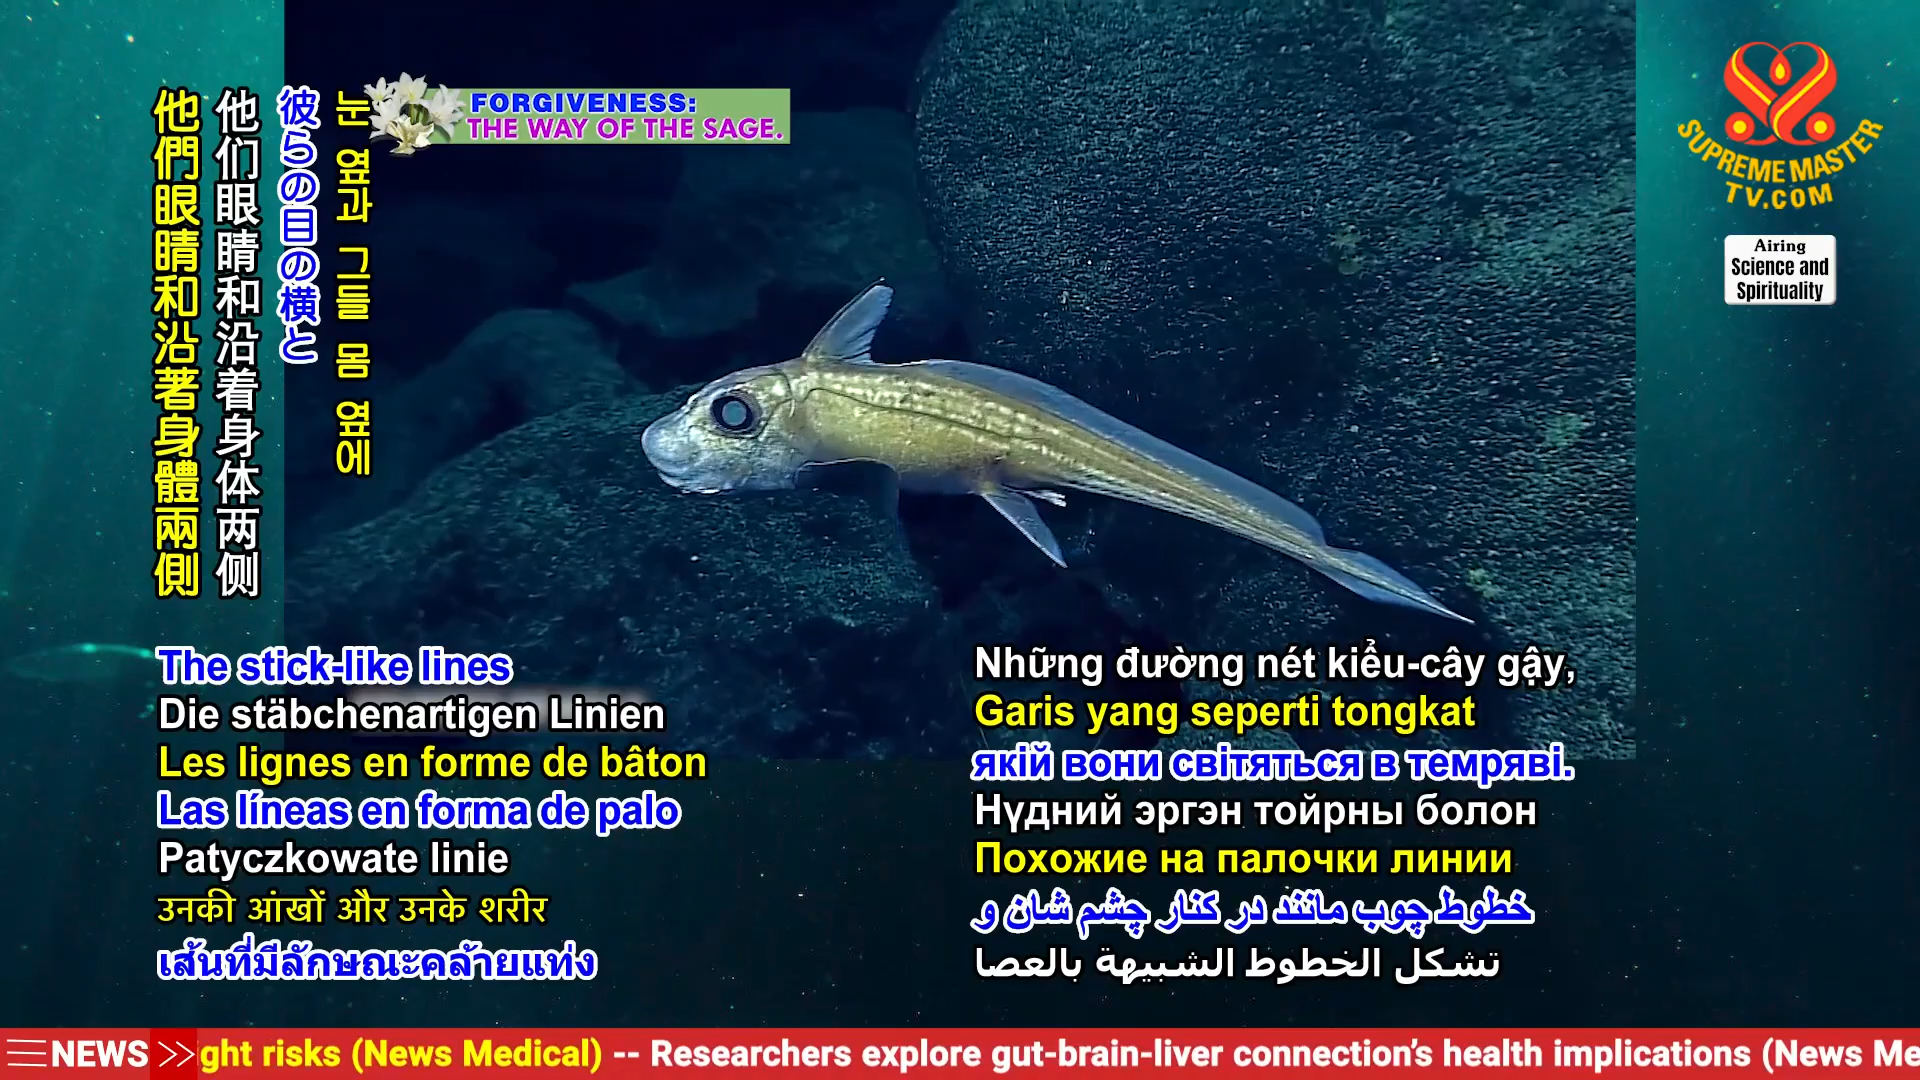 他們眼睛和沿著身體兩側
他们眼睛和沿着身体两侧
彼らの目の横と
눈 옆과 그들 몸 옆에
FORGIVENESS:
THE WAY OF THE SAGE.
SUPREME MASTER
TV.COM
Airing
Science and
Spirituality
The stick-like lines
Die stäbchenartigen Linien
Les lignes en forme de bâton
Las líneas en forma de palo
Patyczkowate linie
उनकी आंखों और उनके शरीर
เส้นที่มีลักษณะคล้ายแท่ง
Những đường nét kiểu-cây gậy,
Garis yang seperti tongkat
якій вони світяться в темряві.
Нүдний эргэн тойрны болон
Похожие на палочки линии
خطوط چوب مانند در کنار چشم شان و
تشكل الخطوط الشبيهة بالعصا
NEWS ght risks (News Medical) -- Researchers explore gut-brain-liver connection's health implications (News Me